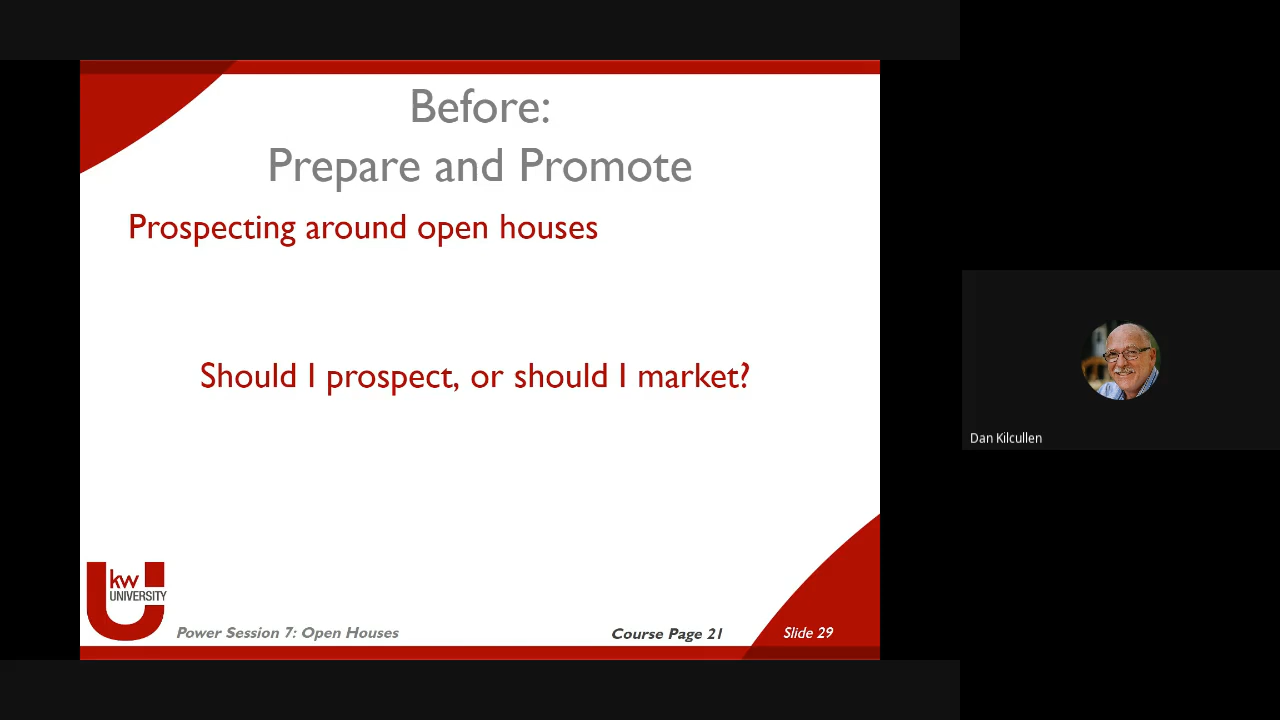 Before:
Prepare and Promote
Prospecting around open houses
Should I prospect, or should I market?
kw
UNIVERSITY
Power Session 7: Open Houses
Course Page 21
Slide 29
Dan Kilcullen